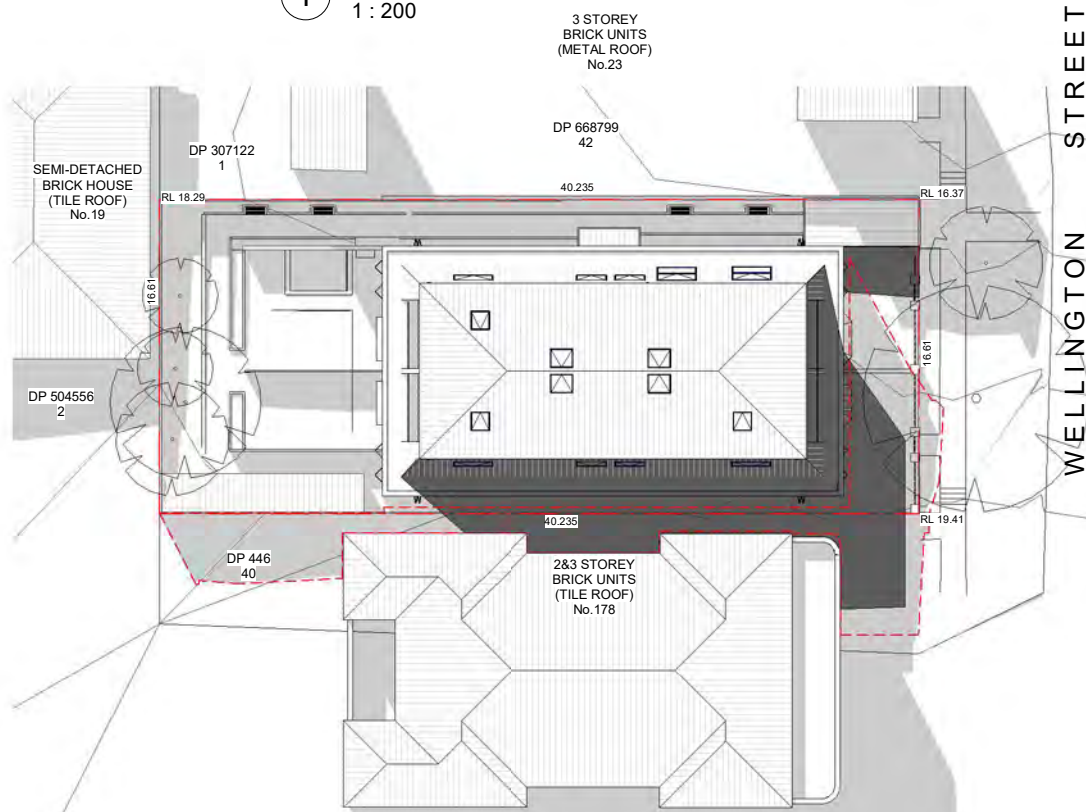 1
1 : 200
3 STOREY
BRICK UNITS
(METAL ROOF)
No.23
WELLINGTON STREET
DP 668799
42
DP 307122
1
SEMI-DETACHED
BRICK HOUSE
(TILE ROOF)
No.19
RL 18.29
40.235
RL 16.37
16.61
16.61
DP 504556
2
W
W
W
W
40.235
RL 19.41
DP 446
40
2&3 STOREY
BRICK UNITS
(TILE ROOF)
No.178